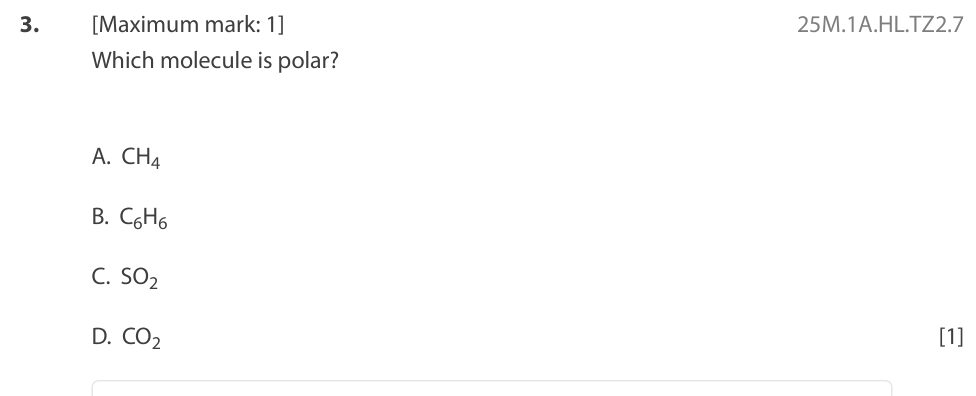 3. [Maximum mark: 1] 25M.1A.HL.TZ2.7
Which molecule is polar?
A. CH₄
B. C₆H₆
C. SO₂
D. CO₂ [1]